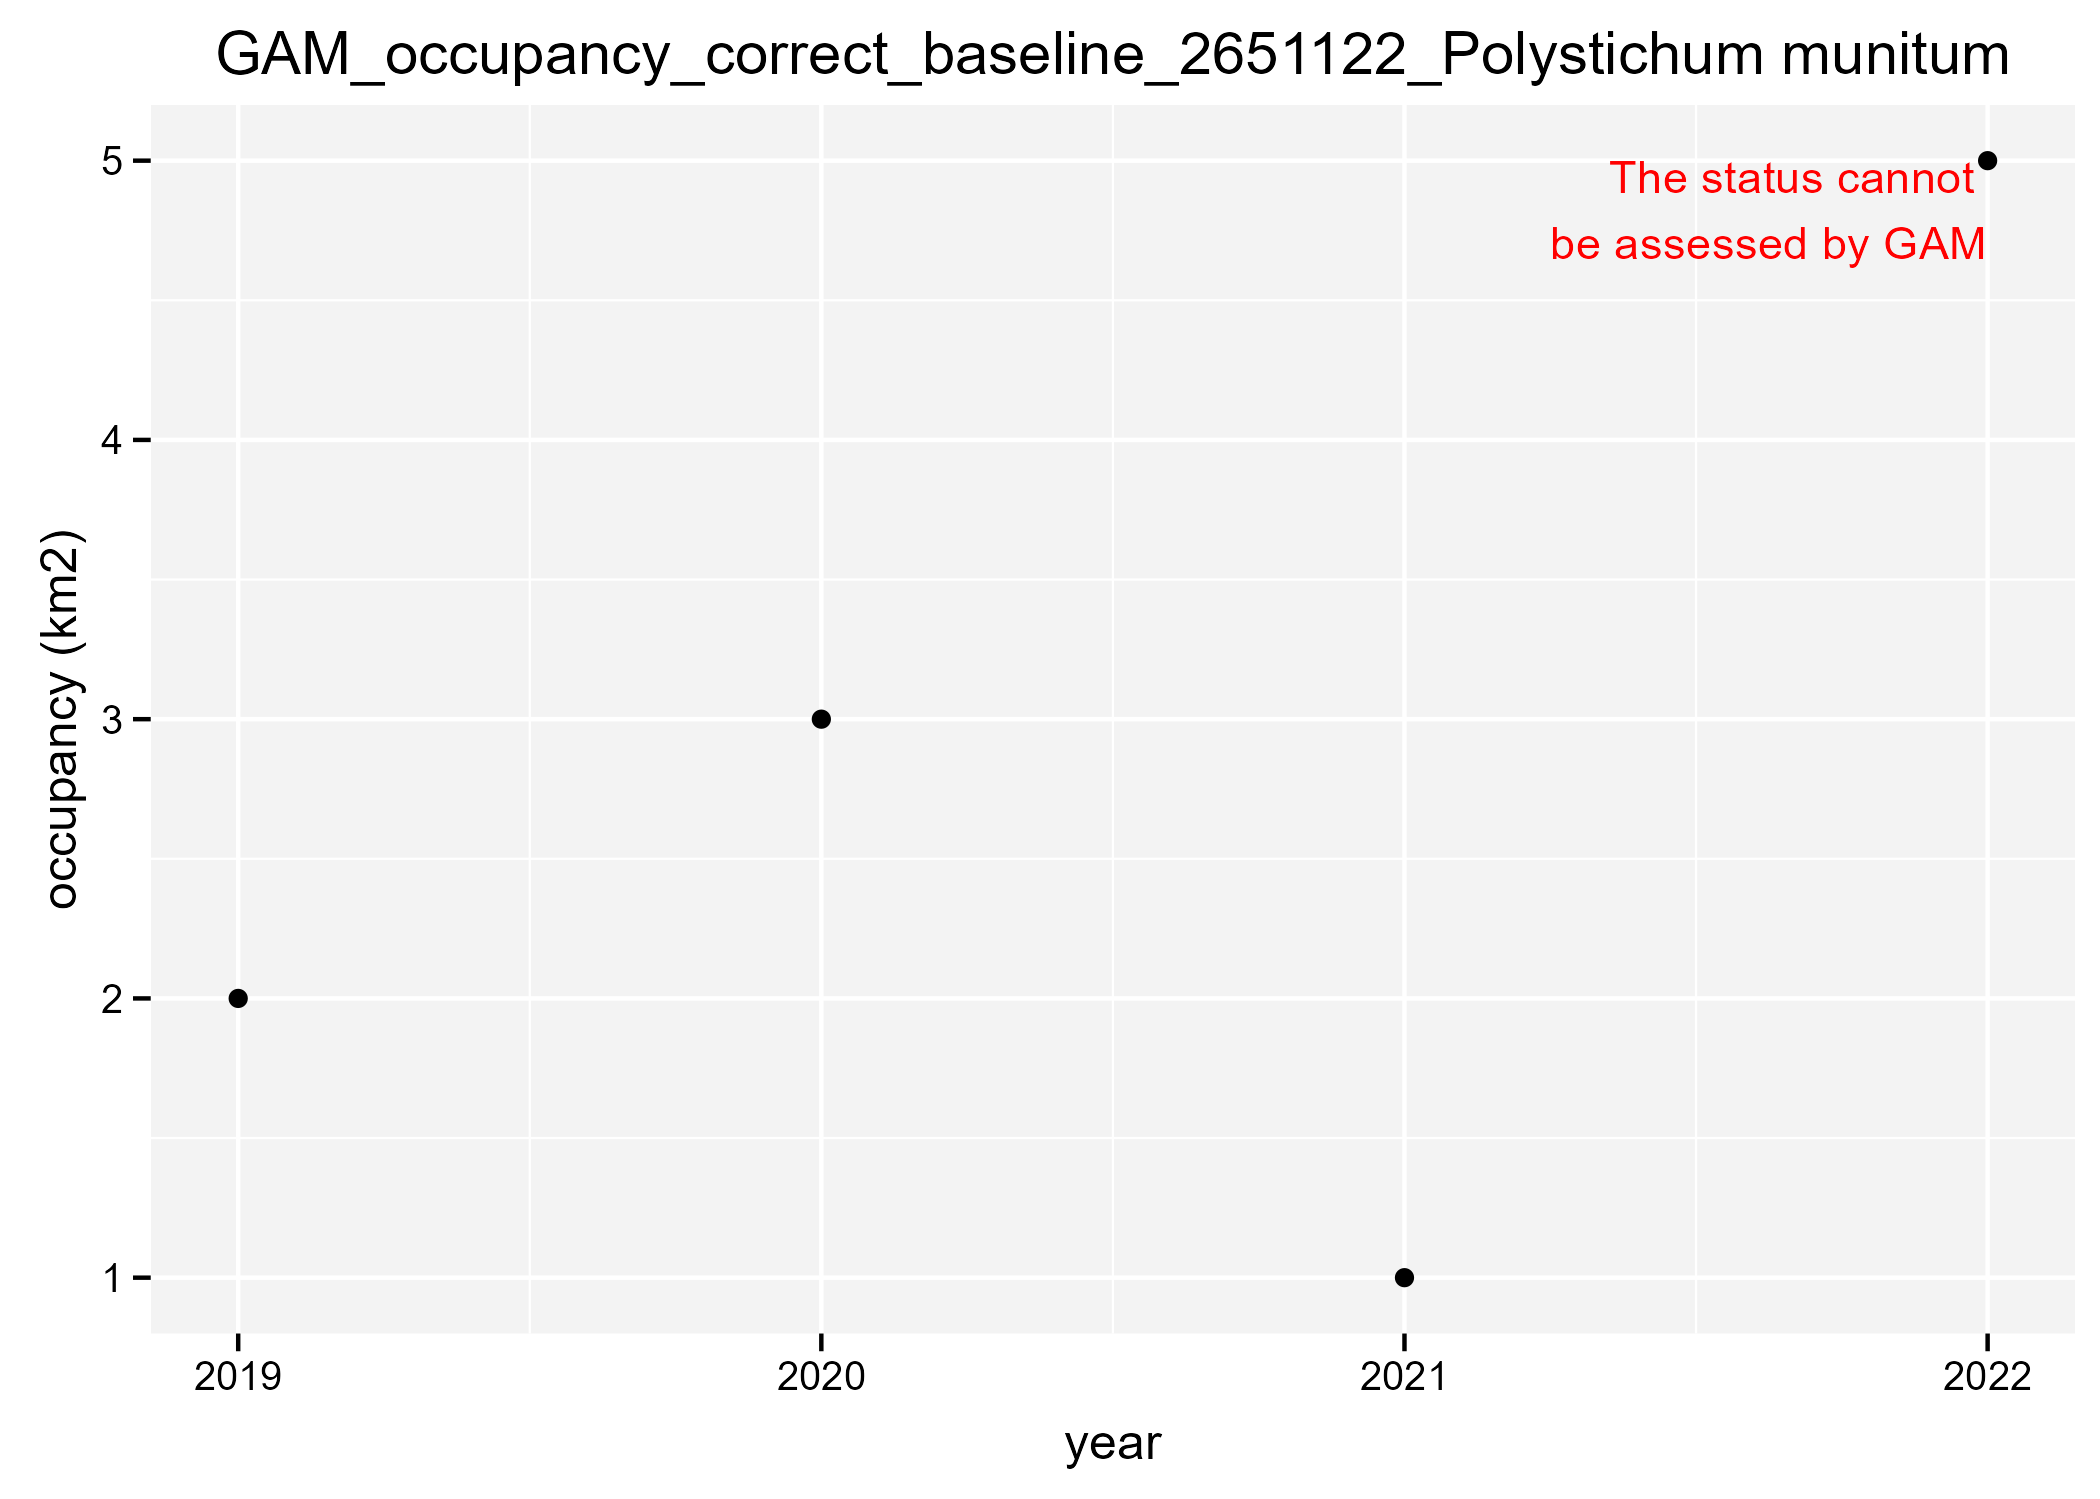 GAM_occupancy_correct_baseline_2651122_Polystichum munitum
5
The status cannot
be assessed by GAM
4
3
2
1
occupancy (km2)
2019 2020 2021 2022
year